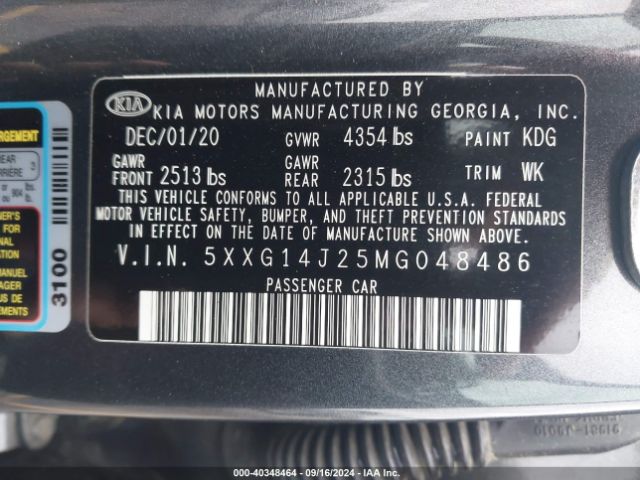 MANUFACTURED BY
KIA KIA MOTORS MANUFACTURING GEORGIA, INC.
DEC/01/20 GVWR 4354 lbs PAINT KDG
GAWR FRONT 2513 lbs GAWR REAR 2315 lbs TRIM WK
THIS VEHICLE CONFORMS TO ALL APPLICABLE U.S.A. FEDERAL
MOTOR VEHICLE SAFETY, BUMPER, AND THEFT PREVENTION STANDARDS
IN EFFECT ON THE DATE OF MANUFACTURE SHOWN ABOVE.
V.I.N. 5XXG14J25MG048486
PASSENGER CAR
3
3100
000-40348464 - 09/16/2024 - IAA Inc.